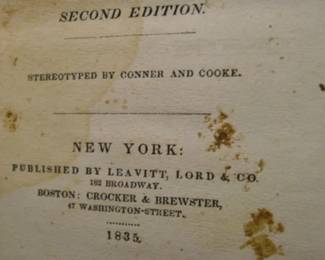 SECOND EDITION.
STEREOTYPED BY CONNER AND COOKE.
NEW YORK:
PUBLISHED BY LEAVITT, LORD & CO.
182 BROADWAY.
BOSTON: CROCKER & BREWSTER,
47 WASHINGTON-STREET.
1835.